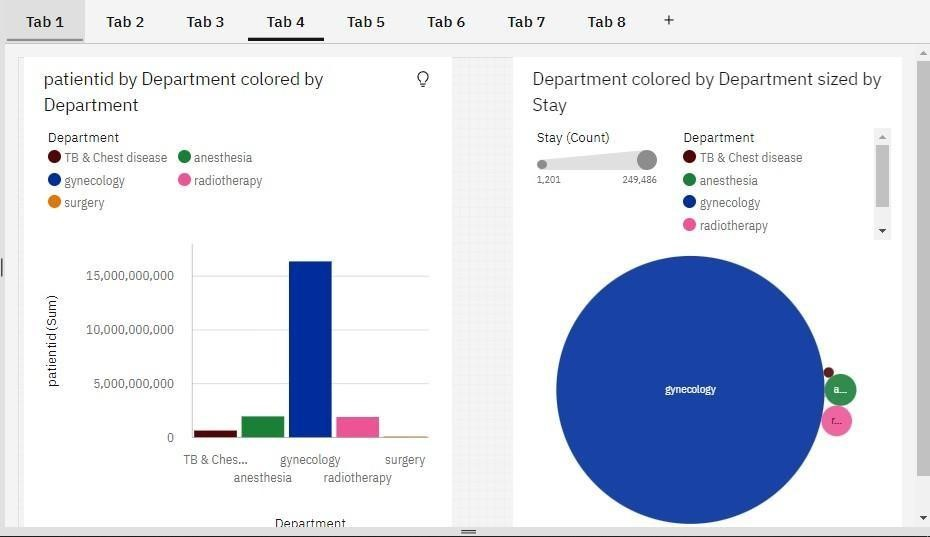 Tab 1 Tab 2 Tab 3 Tab 4 Tab 5 Tab 6 Tab 7 Tab 8 +
patientid by Department colored by
Department
Department
TB & Chest disease anesthesia
gynecology radiotherapy
surgery
patientid (Sum)
15,000,000,000
10,000,000,000
5,000,000,000
0
TB & Ches... gynecology surgery
anesthesia radiotherapy
Department
Department colored by Department sized by
Stay
Stay (Count)
1,201 249,486
Department
TB & Chest disease
anesthesia
gynecology
radiotherapy
gynecology
a...
r...